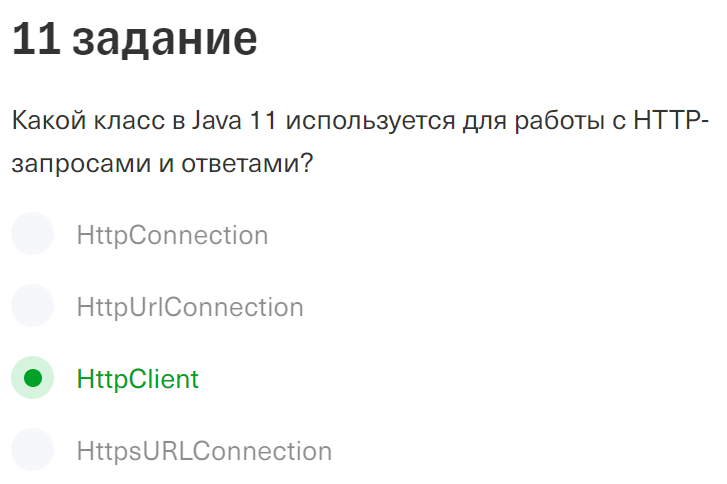 11 задание
Какой класс в Java 11 используется для работы с HTTP-
запросами и ответами?
HttpConnection
HttpUrlConnection
HttpClient
HttpsURLConnection